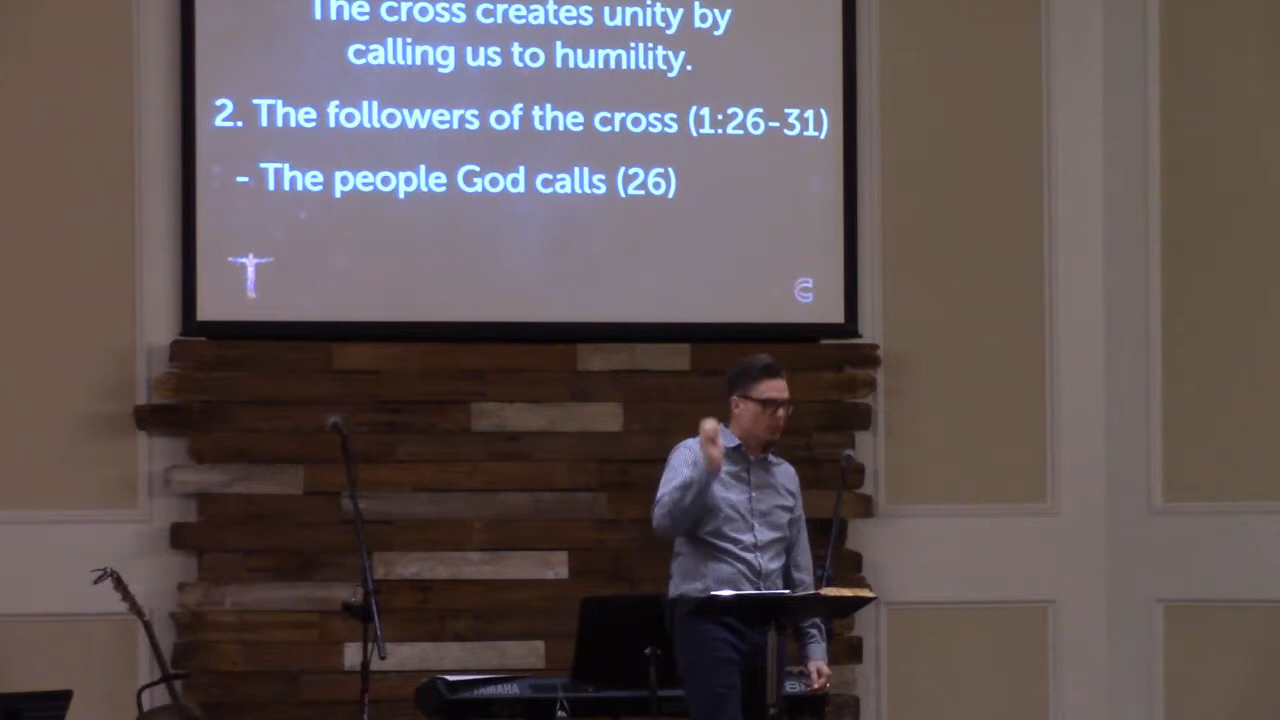 The cross creates unity by
calling us to humility.
2. The followers of the cross (1:26-31)
- The people God calls (26)
YAMAHA